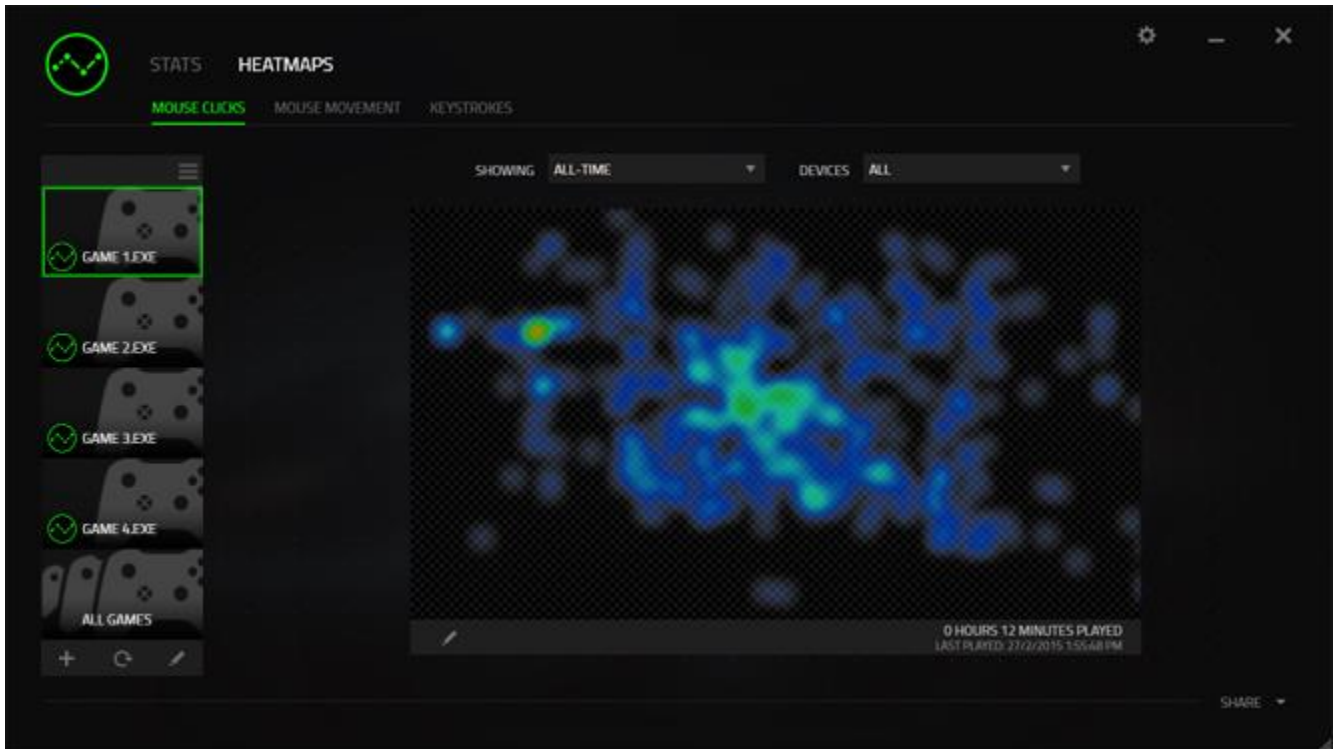 STATS HEATMAPS
MOUSE CLICKS MOUSE MOVEMENT KEYSTROKES
SHOWING ALL-TIME DEVICES ALL
GAME 1.EXE
GAME 2.EXE
GAME 3.EXE
GAME 4.EXE
ALL GAMES
0 HOURS 12 MINUTES PLAYED
LAST PLAYED: 27/2/2015 1:55:48 PM
SHARE